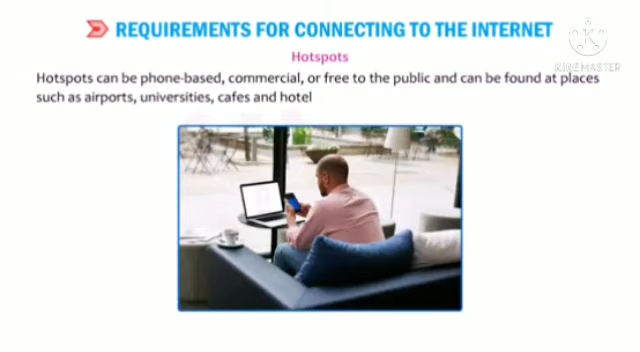 REQUIREMENTS FOR CONNECTING TO THE INTERNET
Hotspots
Hotspots can be phone-based, commercial, or free to the public and can be found at places
such as airports, universities, cafes and hotel
KINEMASTER